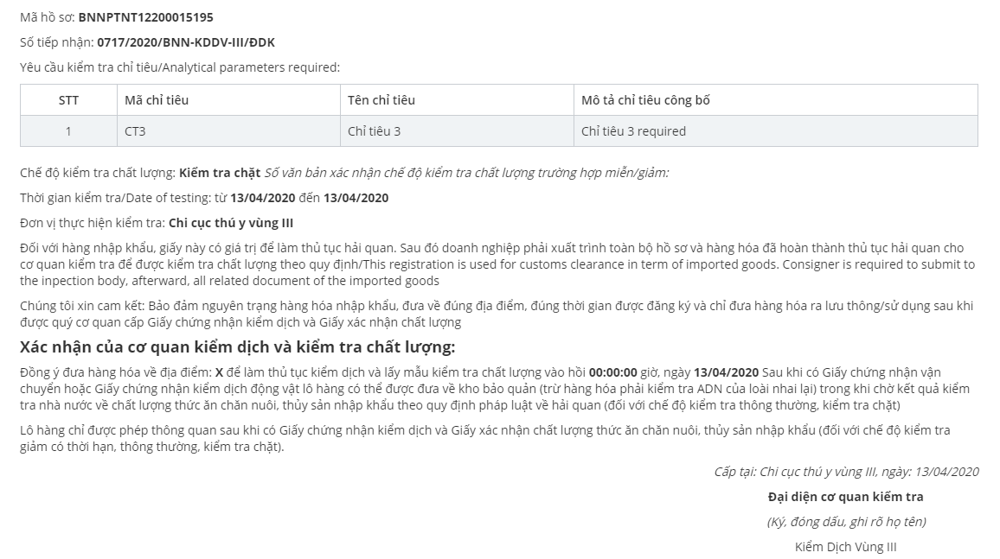 Mã hồ sơ: BNNPTNT12200015195
Số tiếp nhận: 0717/2020/BNN-KDDV-III/ĐDK
Yêu cầu kiểm tra chỉ tiêu/Analytical parameters required:
STT Mã chỉ tiêu Tên chỉ tiêu Mô tả chỉ tiêu công bố
1 CT3 Chỉ tiêu 3 Chỉ tiêu 3 required
Chế độ kiểm tra chất lượng: Kiểm tra chặt Số văn bản xác nhận chế độ kiểm tra chất lượng trường hợp miễn/giảm:
Thời gian kiểm tra/Date of testing: từ 13/04/2020 đến 13/04/2020
Đơn vị thực hiện kiểm tra: Chi cục thú y vùng III
Đối với hàng nhập khẩu, giấy này có giá trị để làm thủ tục hải quan. Sau đó doanh nghiệp phải xuất trình toàn bộ hồ sơ và hàng hóa đã hoàn thành thủ tục hải quan cho
cơ quan kiểm tra để được kiểm tra chất lượng theo quy định/This registration is used for customs clearance in term of imported goods. Consigner is required to submit to
the inpection body, afterward, all related document of the imported goods
Chúng tôi xin cam kết: Bảo đảm nguyên trạng hàng hóa nhập khẩu, đưa về đúng địa điểm, đúng thời gian được đăng ký và chỉ đưa hàng hóa ra lưu thông/sử dụng sau khi
được quý cơ quan cấp Giấy chứng nhận kiểm dịch và Giấy xác nhận chất lượng
Xác nhận của cơ quan kiểm dịch và kiểm tra chất lượng:
Đồng ý đưa hàng hóa về địa điểm: X để làm thủ tục kiểm dịch và lấy mẫu kiểm tra chất lượng vào hồi 00:00:00 giờ, ngày 13/04/2020 Sau khi có Giấy chứng nhận vận
chuyển hoặc Giấy chứng nhận kiểm dịch động vật lô hàng có thể được đưa về kho bảo quản (trừ hàng hóa phải kiểm tra ADN của loài nhai lại) trong khi chờ kết quả kiểm
tra nhà nước về chất lượng thức ăn chăn nuôi, thủy sản nhập khẩu theo quy định pháp luật về hải quan (đối với chế độ kiểm tra thông thường, kiểm tra chặt)
Lô hàng chỉ được phép thông quan sau khi có Giấy chứng nhận kiểm dịch và Giấy xác nhận chất lượng thức ăn chăn nuôi, thủy sản nhập khẩu (đối với chế độ kiểm tra
giảm có thời hạn, thông thường, kiểm tra chặt).
Cấp tại: Chi cục thú y vùng III, ngày: 13/04/2020
Đại diện cơ quan kiểm tra
(Ký, đóng dấu, ghi rõ họ tên)
Kiểm Dịch Vùng III